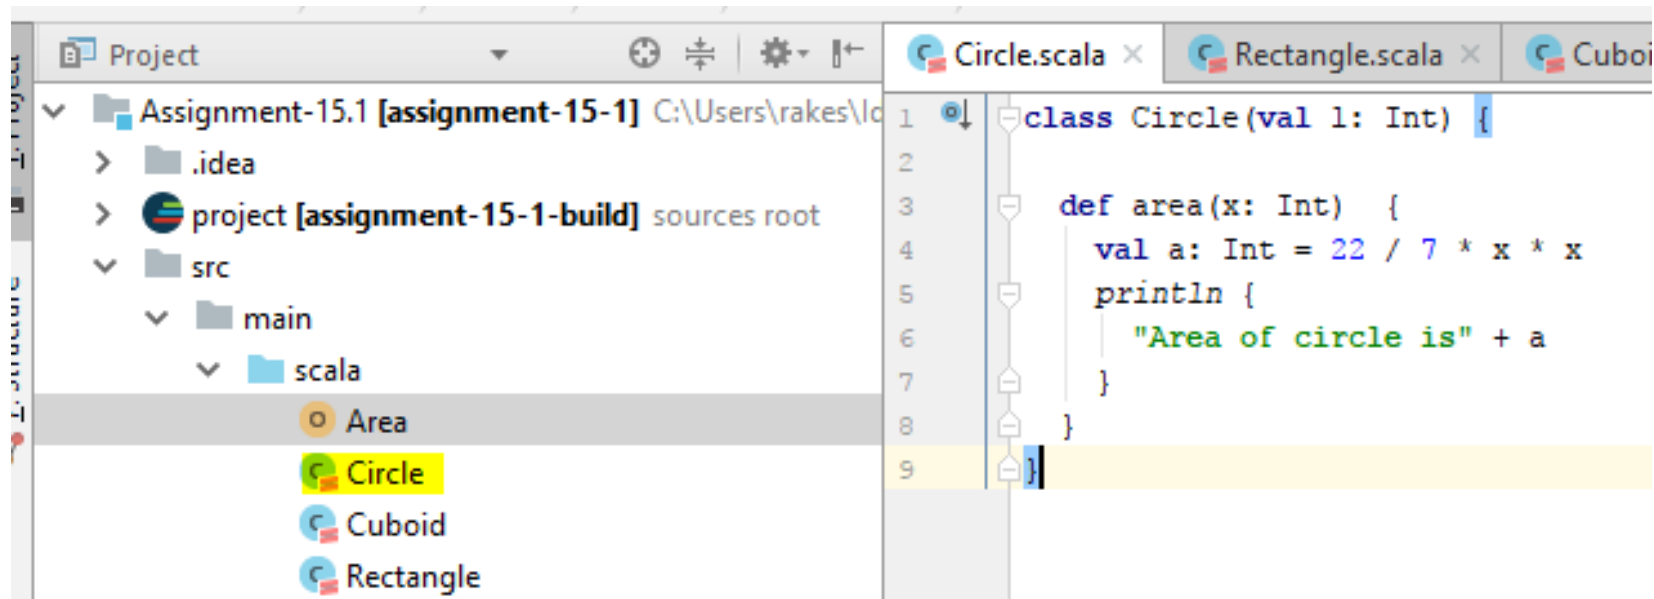 Project
Project
Circle.scala
Rectangle.scala
Assignment-15.1 [assignment-15-1] C:\Users\rakes\Id
.idea
project [assignment-15-1-build] sources root
src
main
scala
Area
Circle
Cuboid
Rectangle
1 class Circle(val l: Int) {
2
3 def area(x: Int) {
4 val a: Int = 22 / 7 * x * x
5 println {
6 "Area of circle is" + a
7 }
8 }
9 }